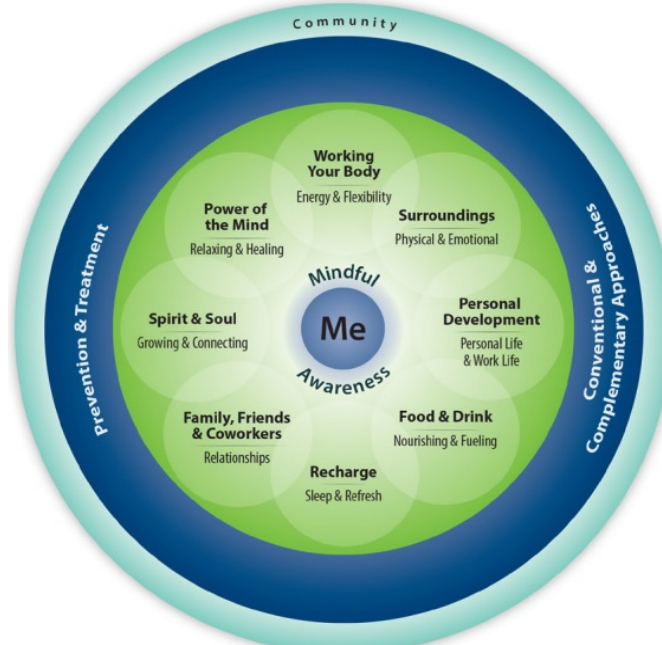 Community
Prevention & Treatment
Conventional &
Complementary Approaches
Working
Your Body
Energy & Flexibility
Surroundings
Physical & Emotional
Personal
Development
Personal Life
& Work Life
Food & Drink
Nourishing & Fueling
Recharge
Sleep & Refresh
Family, Friends
& Coworkers
Relationships
Spirit & Soul
Growing & Connecting
Power of
the Mind
Relaxing & Healing
Mindful
Me
Awareness